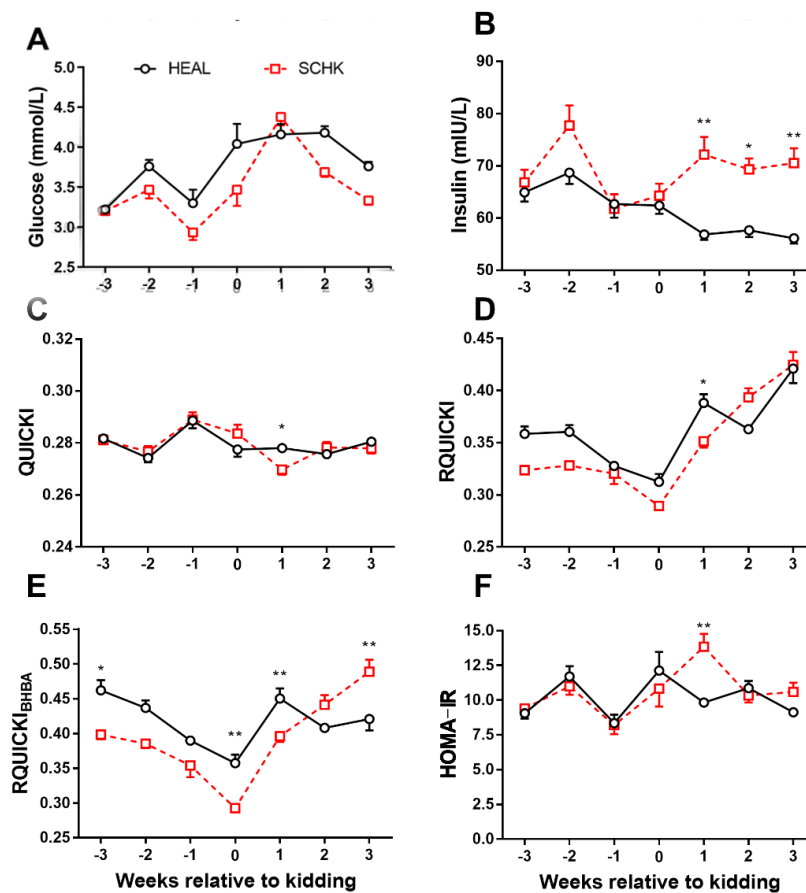 A
HEAL SCHK
Glucose (mmol/L)
5.0
4.5
4.0
3.5
3.0
2.5
-3 -2 -1 0 1 2 3
B
Insulin (mIU/L)
90
80
70
60
50
** * **
-3 -2 -1 0 1 2 3
C
QUICKI
0.32
0.30
0.28
0.26
0.24
*
-3 -2 -1 0 1 2 3
D
RQUICKI
0.45
0.40
0.35
0.30
0.25
*
-3 -2 -1 0 1 2 3
E
RQUICKIBHBA
0.55
0.50
0.45
0.40
0.35
0.30
0.25
* ** ** **
-3 -2 -1 0 1 2 3
Weeks relative to kidding
F
HOMA-IR
15.0
12.5
10.0
7.5
5.0
2.5
0.0
**
-3 -2 -1 0 1 2 3
Weeks relative to kidding